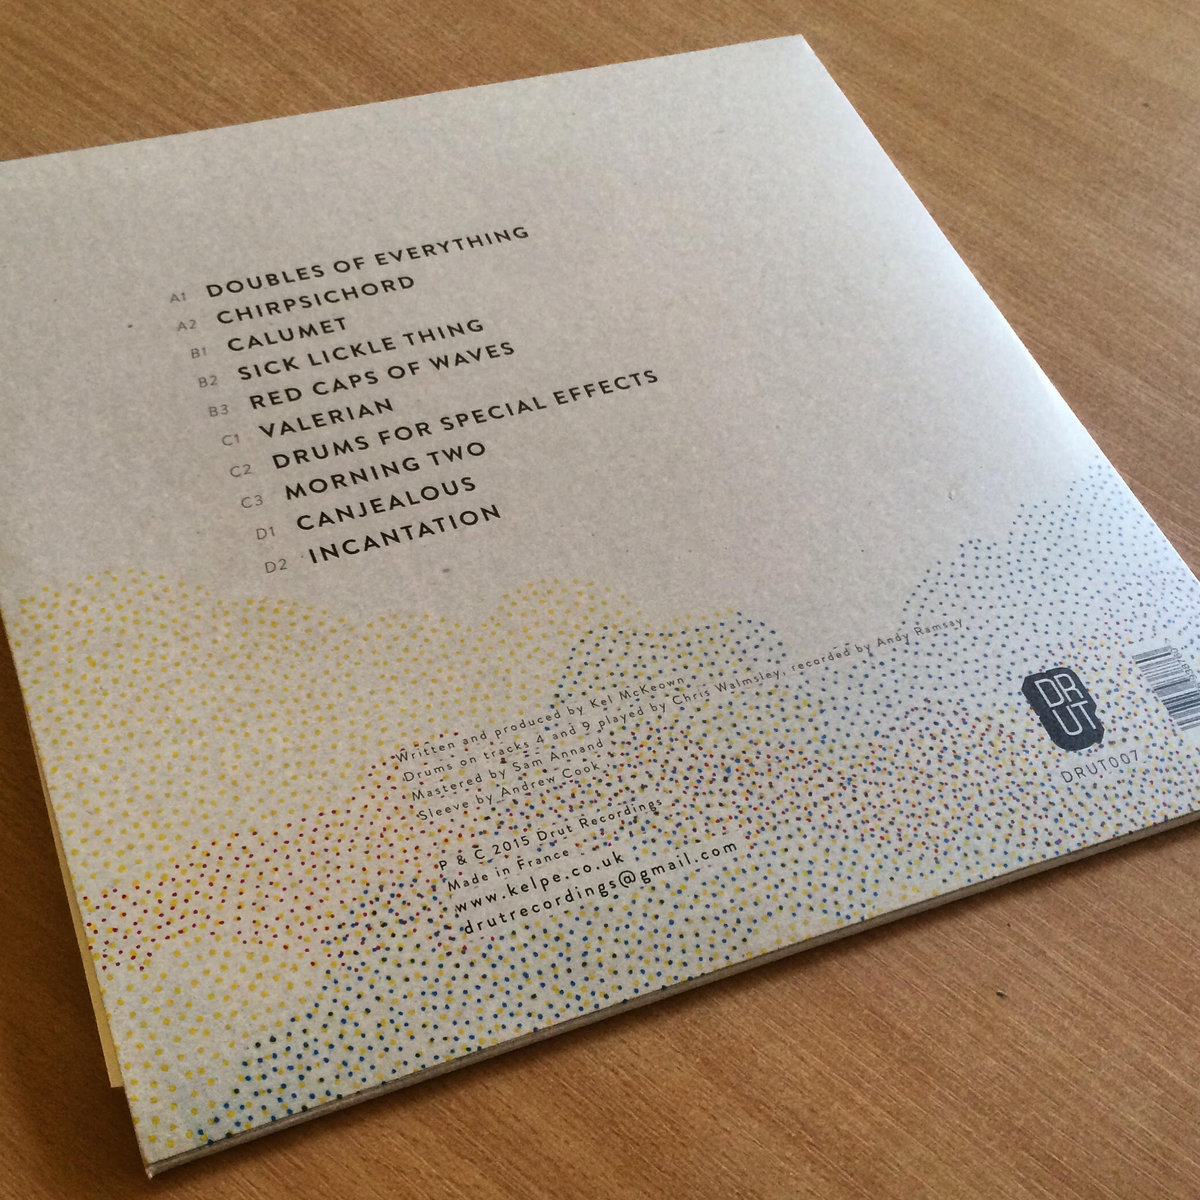 A1 DOUBLES OF EVERYTHING
A2 CHIRPSICHORD
B1 CALUMET
B2 SICK LICKLE THING
B3 RED CAPS OF WAVES
C1 VALERIAN
C2 DRUMS FOR SPECIAL EFFECTS
C3 MORNING TWO
D1 CANJEALOUS
D2 INCANTATION
Written and produced by Kel McKeown
Drums on tracks 4 and 9 played by Chris Walmsley, recorded by Andy Ramsay
Mastered by Sam Annand
Sleeve by Andrew Cook
P & C 2015 Drut Recordings
Made in France
www.kelpe.co.uk
drutrecordings@gmail.com
DR
UT
DRUT007